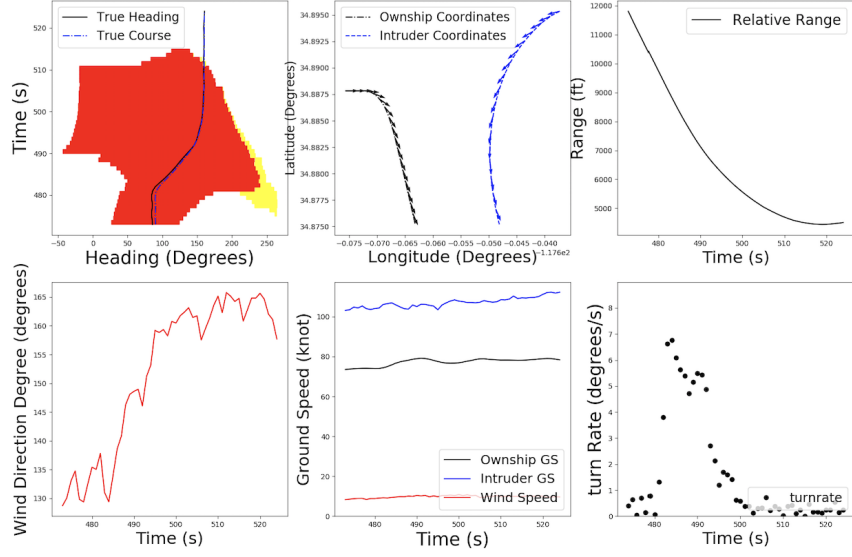 True Heading
True Course
Time (s)
520
510
500
490
480
-50 0 50 100 150 200 250
Heading (Degrees)
Ownship Coordinates
Intruder Coordinates
Latitude (Degrees)
34.8950
34.8925
34.8900
34.8875
34.8850
34.8825
34.8800
34.8775
34.8750
−0.075 −0.070 −0.065 −0.060 −0.055 −0.050 −0.045 −0.040
−1.176e2
Longitude (Degrees)
Relative Range
Range (ft)
12000
11000
10000
9000
8000
7000
6000
5000
480 490 500 510 520
Time (s)
Wind Direction Degree (degrees)
165
160
155
150
145
140
135
130
480 490 500 510 520
Time (s)
Ground Speed (knot)
100
80
60
40
20
0
Ownship GS
Intruder GS
Wind Speed
480 490 500 510 520
Time (s)
turn Rate (degrees/s)
8
7
6
5
4
3
2
1
0
turnrate
480 490 500 510 520
Time (s)